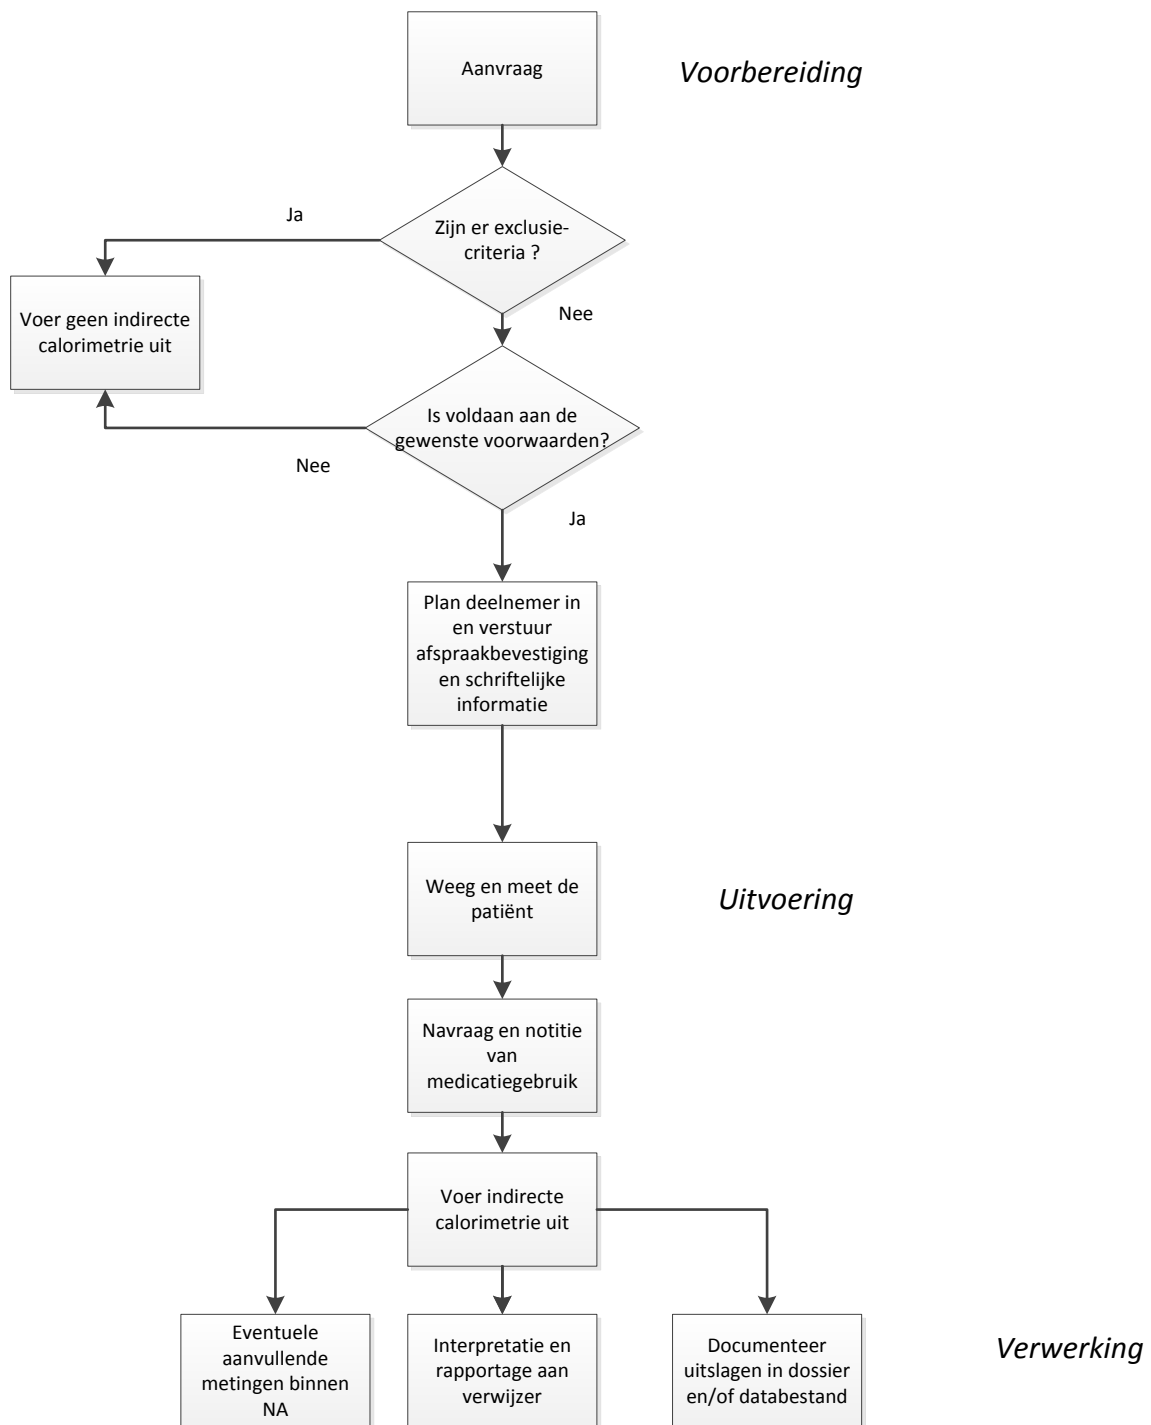 Aanvraag
Voorbereiding
Ja
Zijn er exclusie-
criteria ?
Voer geen indirecte
calorimetrie uit
Nee
Is voldaan aan de
gewenste voorwaarden?
Nee
Ja
Plan deelnemer in
en verstuur
afspraakbevestiging
en schriftelijke
informatie
Weeg en meet de
patiënt
Uitvoering
Navraag en notitie
van
medicatiegebruik
Voer indirecte
calorimetrie uit
Eventuele
aanvullende
metingen binnen
NA
Interpretatie en
rapportage aan
verwijzer
Documenteer
uitslagen in dossier
en/of databestand
Verwerking